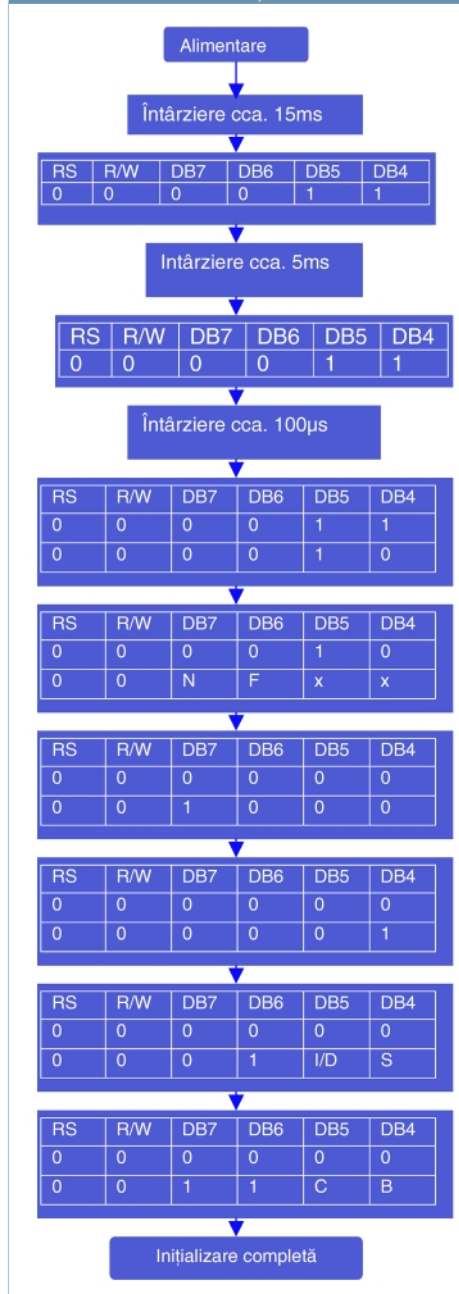 Alimentare
Întârziere cca. 15ms
RS R/W DB7 DB6 DB5 DB4
0 0 0 0 1 1
Intârziere cca. 5ms
RS R/W DB7 DB6 DB5 DB4
0 0 0 0 1 1
Întârziere cca. 100µs
RS R/W DB7 DB6 DB5 DB4
0 0 0 0 1 1
0 0 0 0 1 0
RS R/W DB7 DB6 DB5 DB4
0 0 0 0 1 0
0 0 N F x x
RS R/W DB7 DB6 DB5 DB4
0 0 0 0 0 0
0 0 1 0 0 0
RS R/W DB7 DB6 DB5 DB4
0 0 0 0 0 0
0 0 0 0 0 1
RS R/W DB7 DB6 DB5 DB4
0 0 0 0 0 0
0 0 0 1 I/D S
RS R/W DB7 DB6 DB5 DB4
0 0 0 0 0 0
0 0 1 1 C B
Inițializare completă